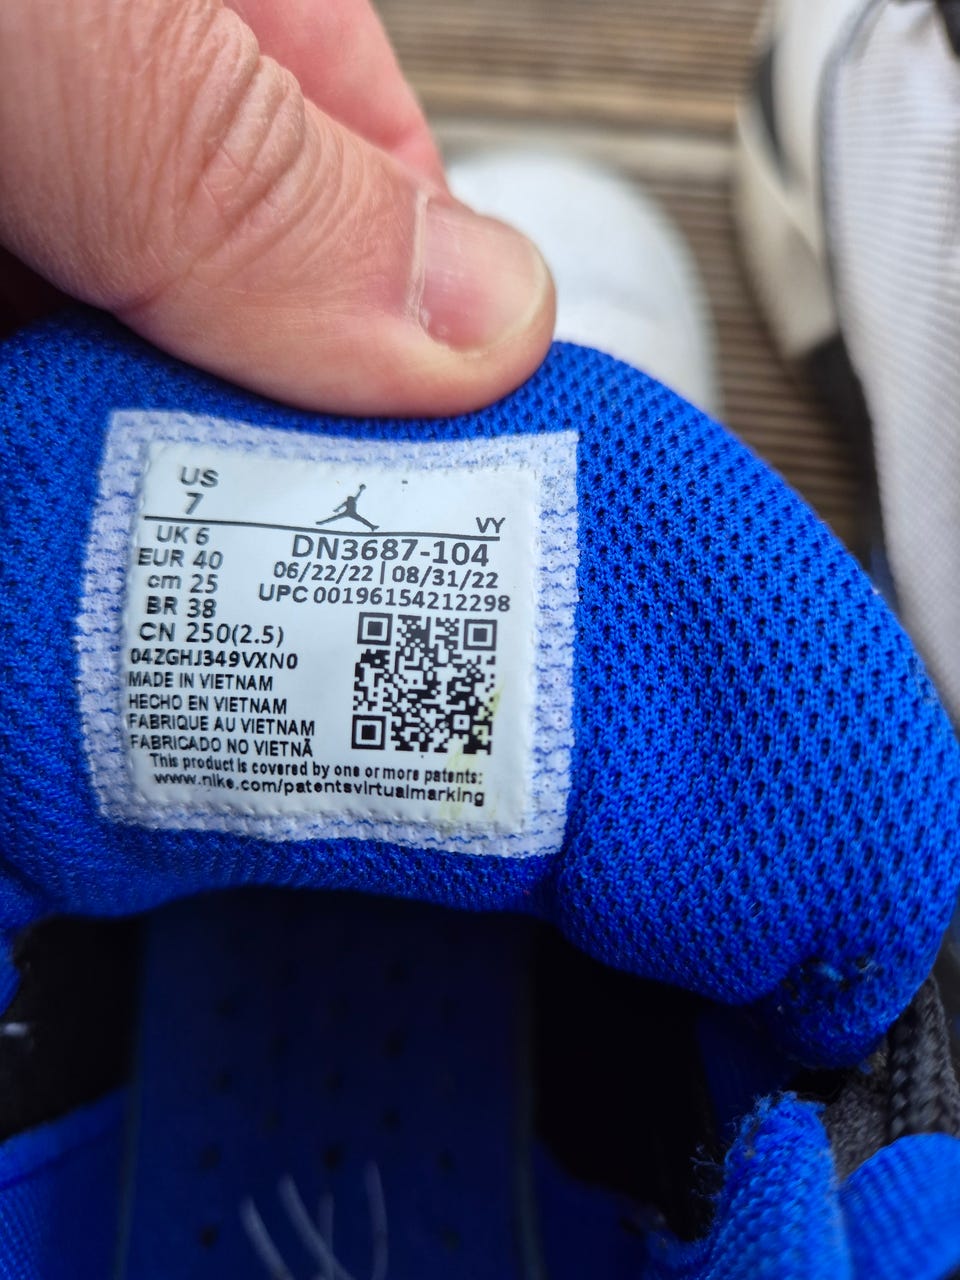 US
7
VY
UK 6
EUR 40
cm 25
BR 38
CN 250(2.5)
DN3687-104
06/22/22 | 08/31/22
UPC 00196154212298
04ZGHJ349VXN0
MADE IN VIETNAM
HECHO EN VIETNAM
FABRIQUE AU VIETNAM
FABRICADO NO VIETNÃ
This product is covered by one or more patents:
www.nike.com/patentsvirtualmarking